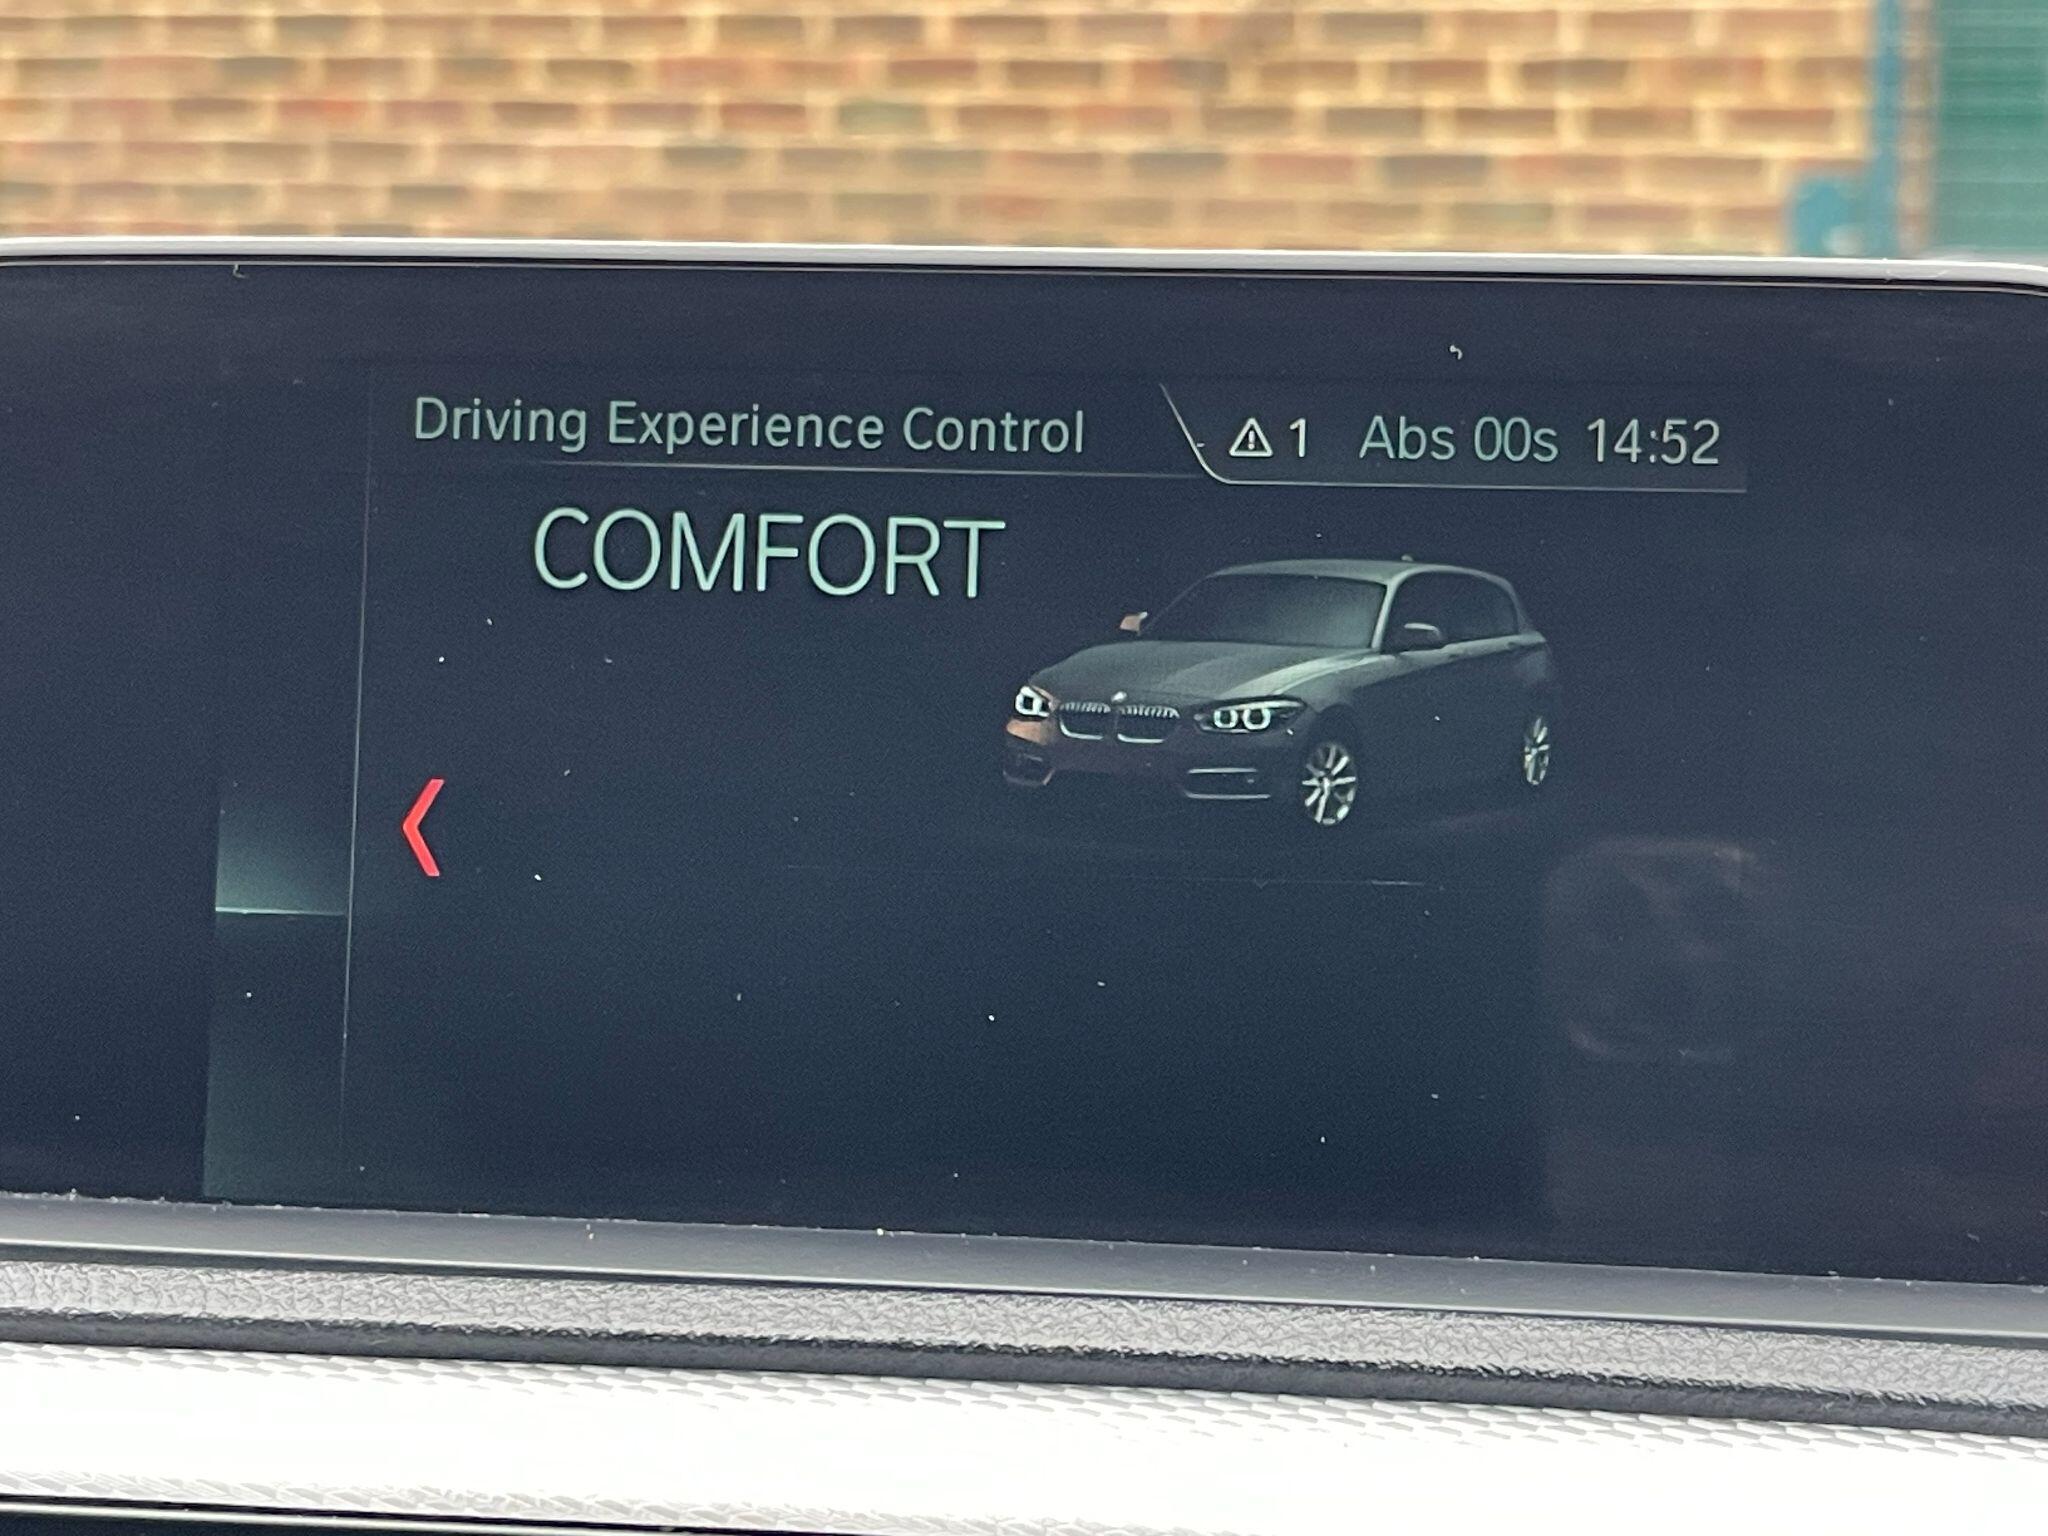 Driving Experience Control
1 Abs 00s 14:52
COMFORT